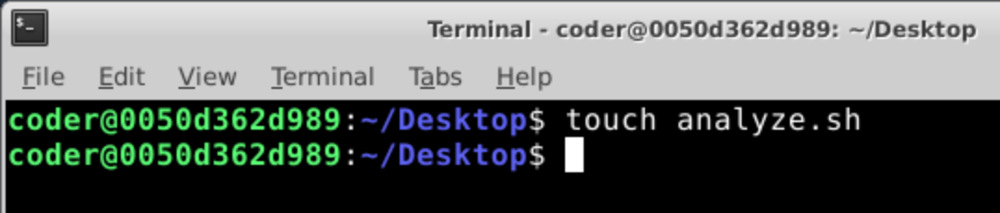 Terminal - coder@0050d362d989: ~/Desktop
File Edit View Terminal Tabs Help
coder@0050d362d989:~/Desktop$ touch analyze.sh
coder@0050d362d989:~/Desktop$